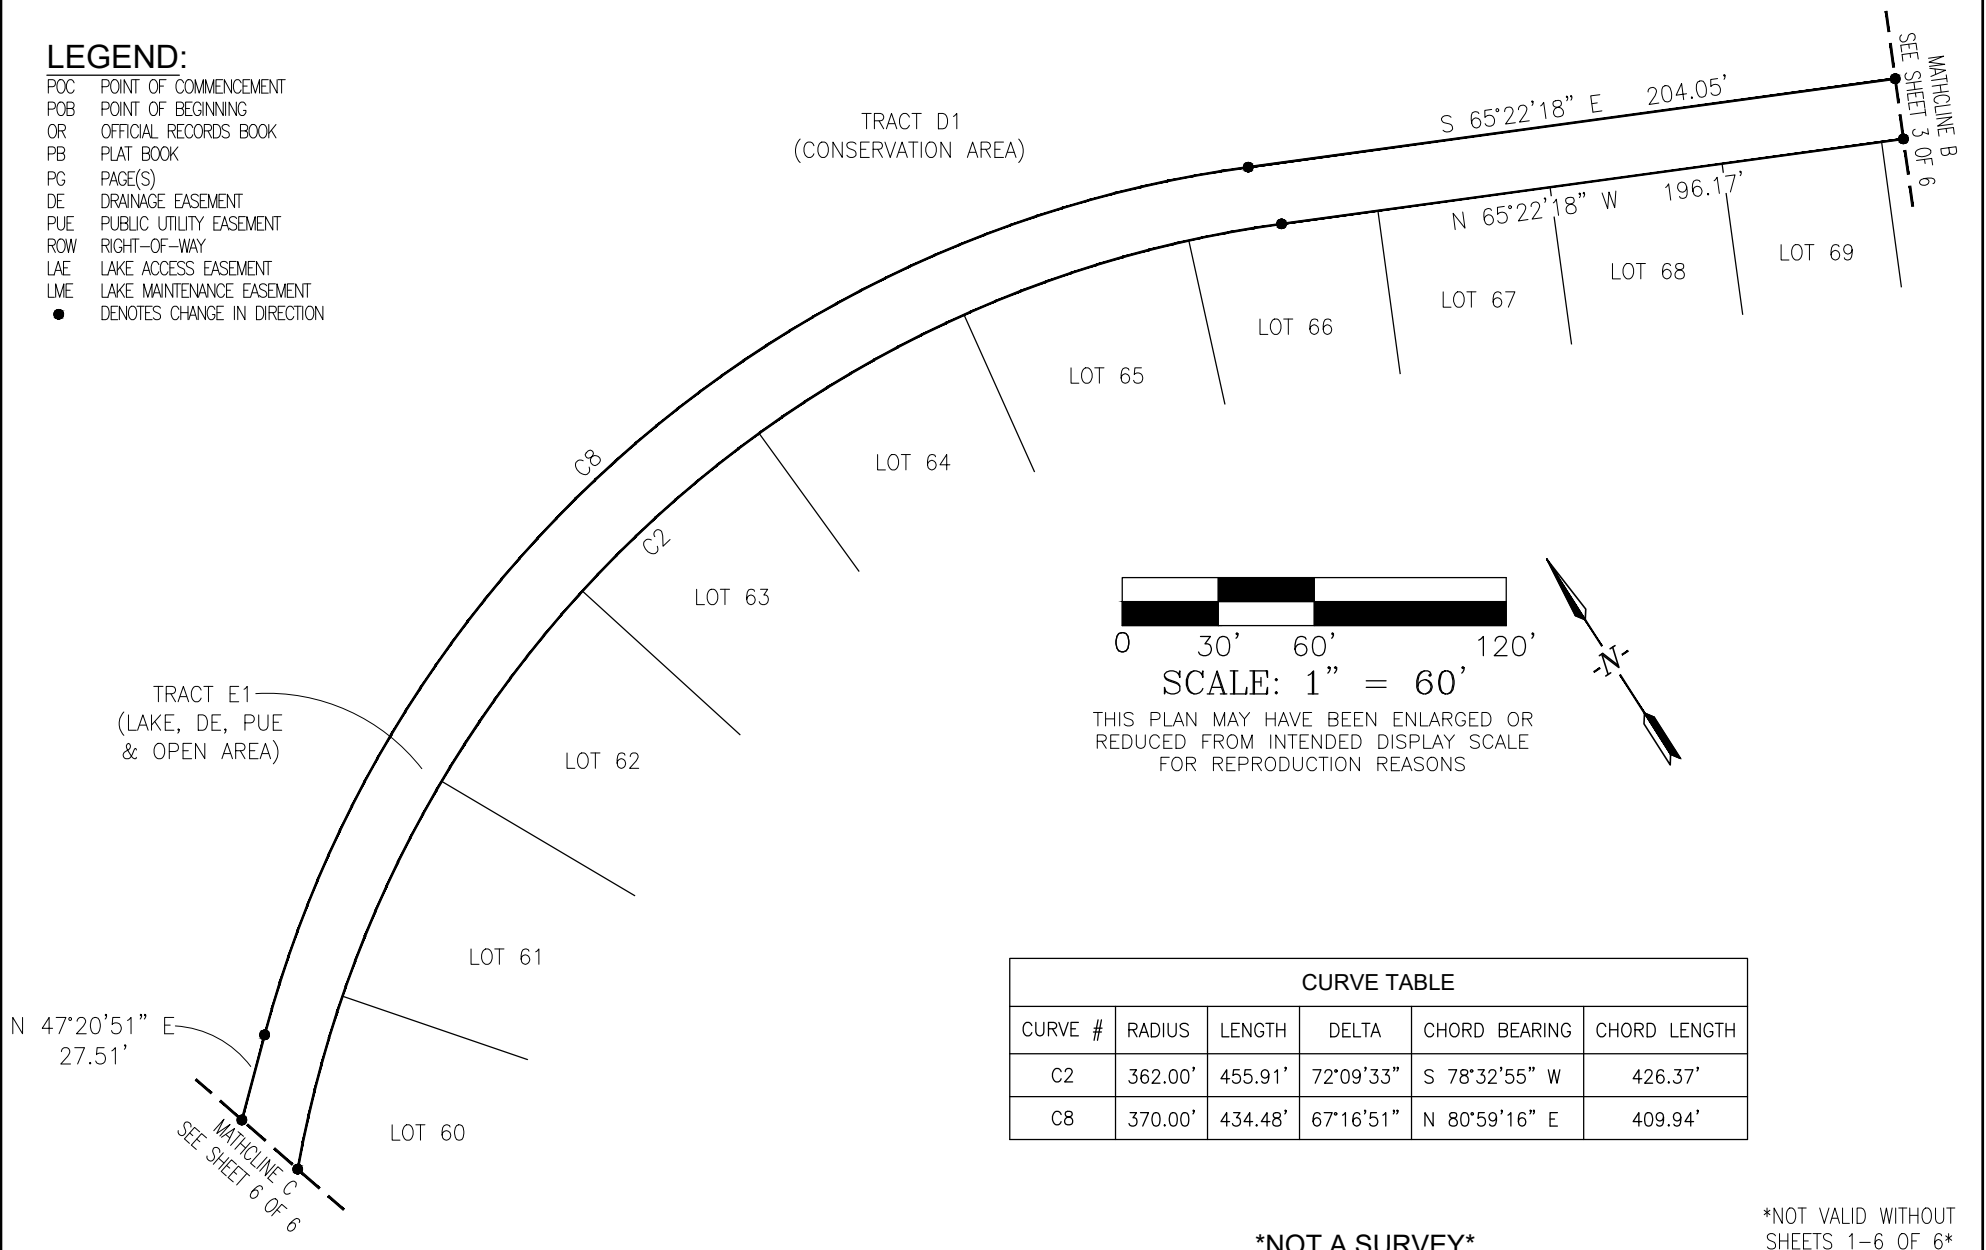 LEGEND:
POC POINT OF COMMENCEMENT
POB POINT OF BEGINNING
OR OFFICIAL RECORDS BOOK
PB PLAT BOOK
PG PAGE(S)
DE DRAINAGE EASEMENT
PUE PUBLIC UTILITY EASEMENT
ROW RIGHT-OF-WAY
LAE LAKE ACCESS EASEMENT
LME LAKE MAINTENANCE EASEMENT
● DENOTES CHANGE IN DIRECTION
TRACT D1
(CONSERVATION AREA)
S 65°22'18" E 204.05'
MATHCLINE B
SEE SHEET 3 OF 6
N 65°22'18" W 196.17'
LOT 69
LOT 68
LOT 67
LOT 66
LOT 65
LOT 64
C8
C2
LOT 63
LOT 62
LOT 61
LOT 60
TRACT E1
(LAKE, DE, PUE
& OPEN AREA)
N 47°20'51" E
27.51'
MATHCLINE C
SEE SHEET 6 OF 6
0 30' 60' 120'
SCALE: 1" = 60'
THIS PLAN MAY HAVE BEEN ENLARGED OR
REDUCED FROM INTENDED DISPLAY SCALE
FOR REPRODUCTION REASONS
-N-
CURVE TABLE
CURVE # RADIUS LENGTH DELTA CHORD BEARING CHORD LENGTH
C2 362.00' 455.91' 72°09'33" S 78°32'55" W 426.37'
C8 370.00' 434.48' 67°16'51" N 80°59'16" E 409.94'
*NOT A SURVEY*
*NOT VALID WITHOUT
SHEETS 1-6 OF 6*